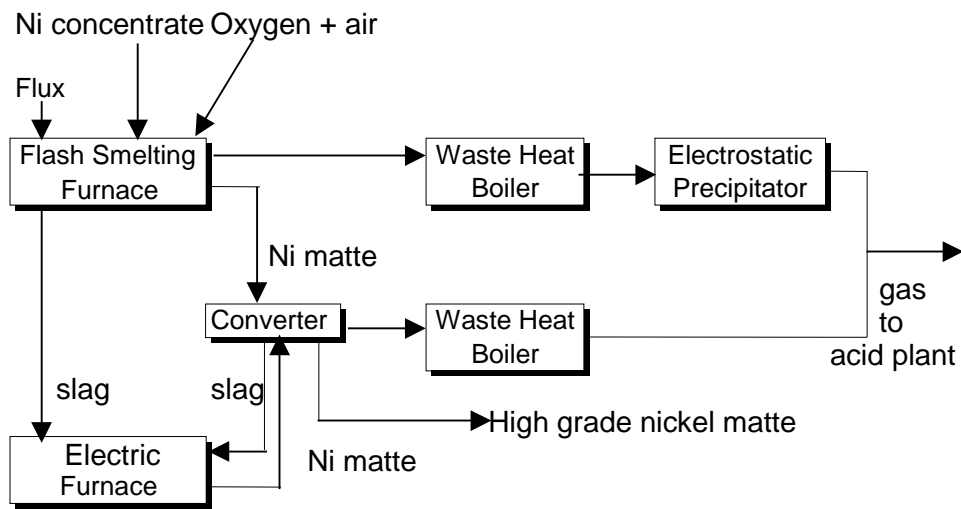 Ni concentrate Oxygen + air
Flux
Flash Smelting
Furnace
Waste Heat
Boiler
Electrostatic
Precipitator
Ni matte
Converter
Waste Heat
Boiler
gas
to
acid plant
slag
slag
High grade nickel matte
Electric
Furnace
Ni matte